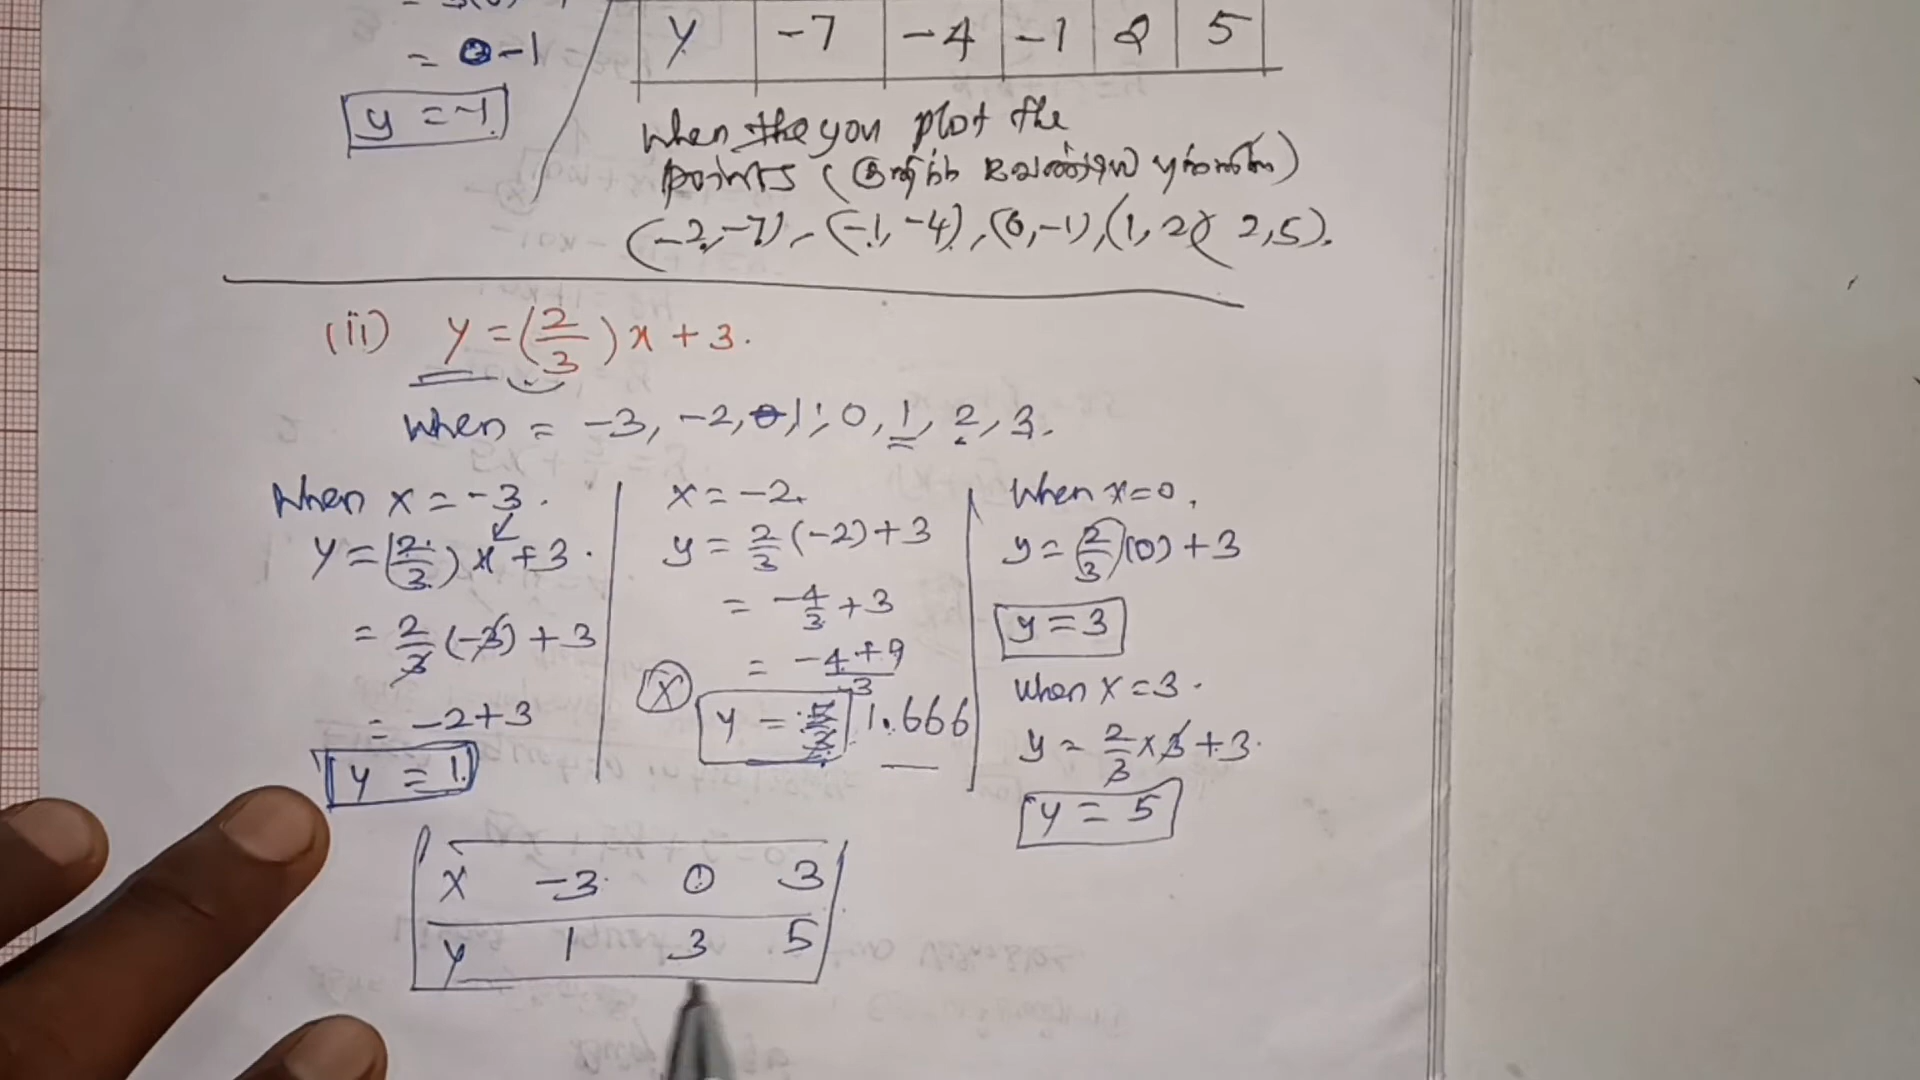 = 0-1
y = -1
Y -7 -4 -1 2 5
When the you plot the
points (குறிக்க வேண்டிய புள்ளிகள்)
(-2,-7), (-1,-4), (0,-1), (1,2)( 2,5).
(ii) y = (2/3) x + 3.
When = -3, -2, 0, 1, 2, 3.
When x = -3.
y = (2/3) x + 3.
= 2/3 (-3) + 3
= -2+3
y = 1
x = -2.
y = 2/3 (-2) + 3
= -4/3 + 3
= -4+9/3
X y = 5/3 1.666
When x=0,
y = (2/3)(0) + 3
y = 3
When x = 3.
y = 2/3 x 3 + 3.
y = 5
X -3 0 3
y 1 3 5